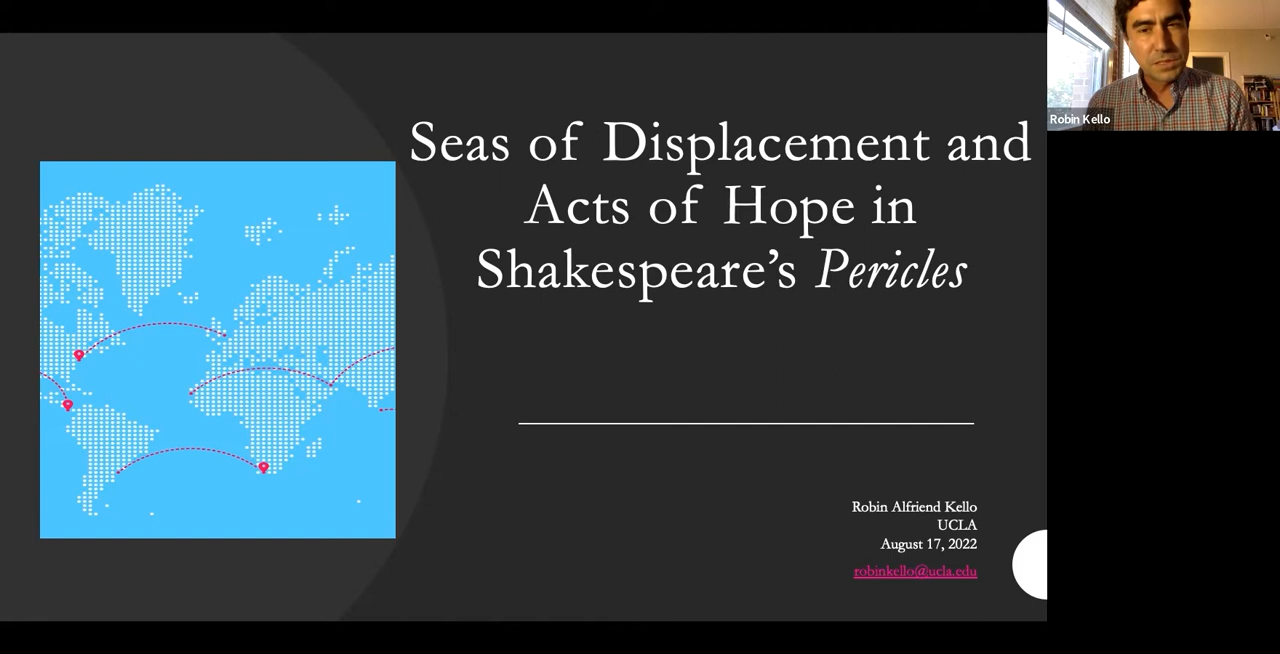 Seas of Displacement and
Acts of Hope in
Shakespeare's Pericles
Robin Alfriend Kello
UCLA
August 17, 2022
robinkello@ucla.edu
Robin Kello